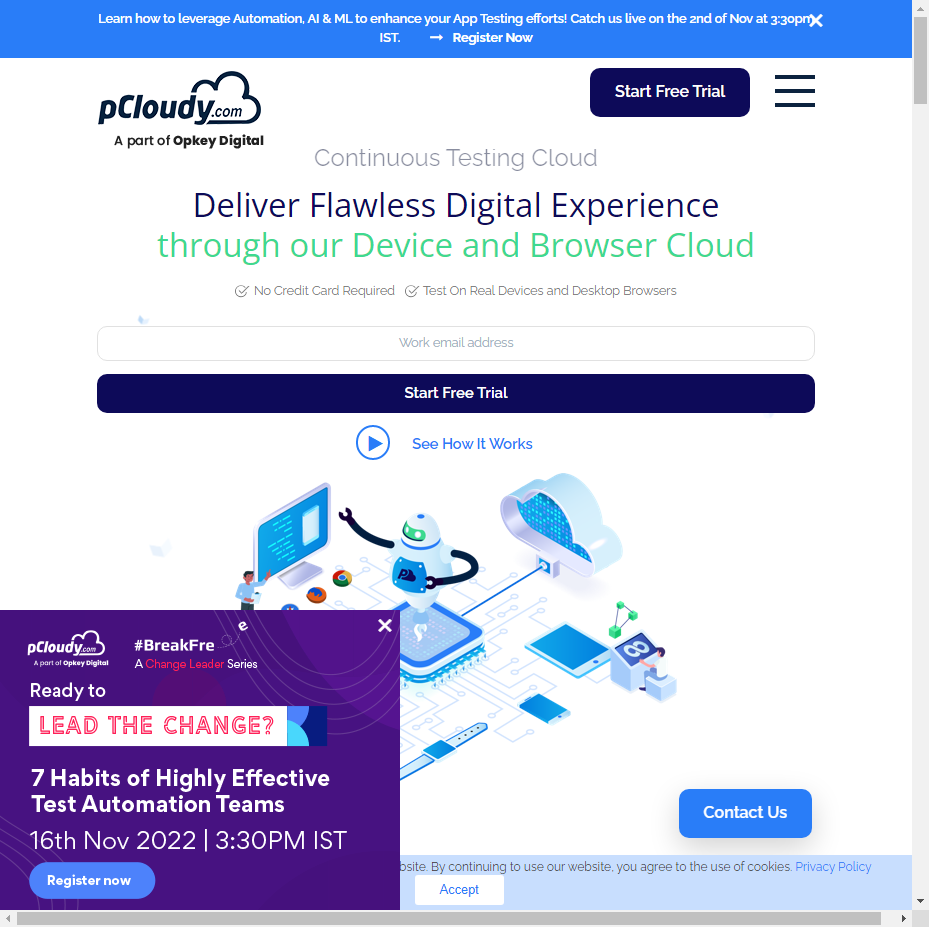 Learn how to leverage Automation, AI & ML to enhance your App Testing efforts! Catch us live on the 2nd of Nov at 3:30pm
IST. → Register Now
pCloudy.com
A part of Opkey Digital
Start Free Trial
Continuous Testing Cloud
Deliver Flawless Digital Experience
through our Device and Browser Cloud
No Credit Card Required Test On Real Devices and Desktop Browsers
Work email address
Start Free Trial
See How It Works
pCloudy.com
A part of Opkey Digital
#BreakFre e
A Change Leader Series
Ready to
LEAD THE CHANGE?
7 Habits of Highly Effective
Test Automation Teams
16th Nov 2022 | 3:30PM IST
Register now
Contact Us
By continuing to use our website, you agree to the use of cookies. Privacy Policy
Accept